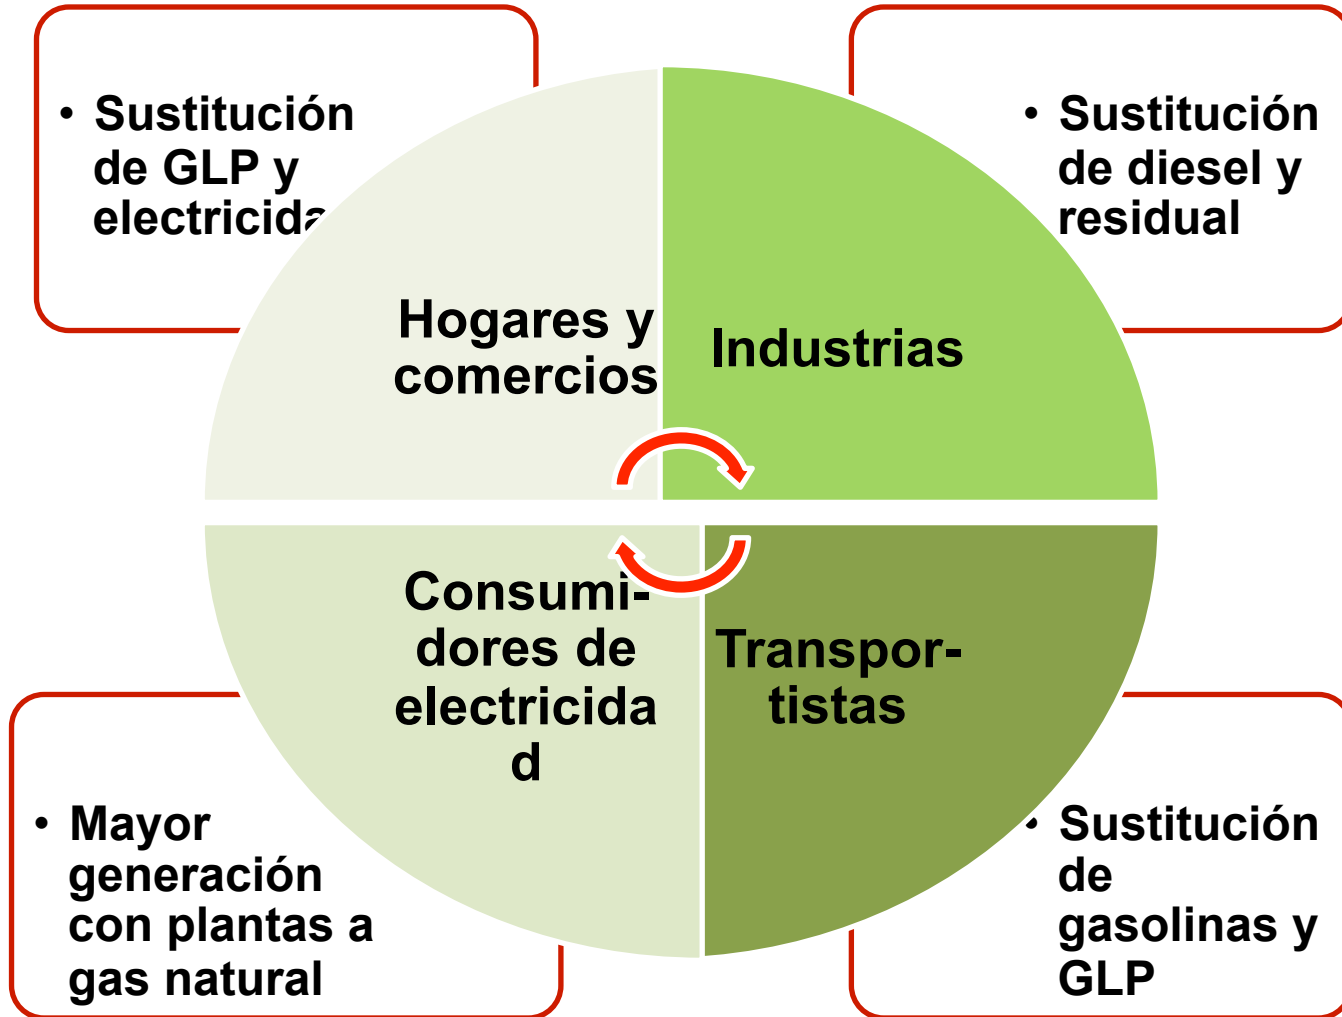 • Sustitución
de GLP y
electricida
• Sustitución
de diesel y
residual
Hogares y
comercios
Industrias
Consumi-
dores de
electricida
d
Transpor-
tistas
• Mayor
generación
con plantas a
gas natural
• Sustitución
de
gasolinas y
GLP